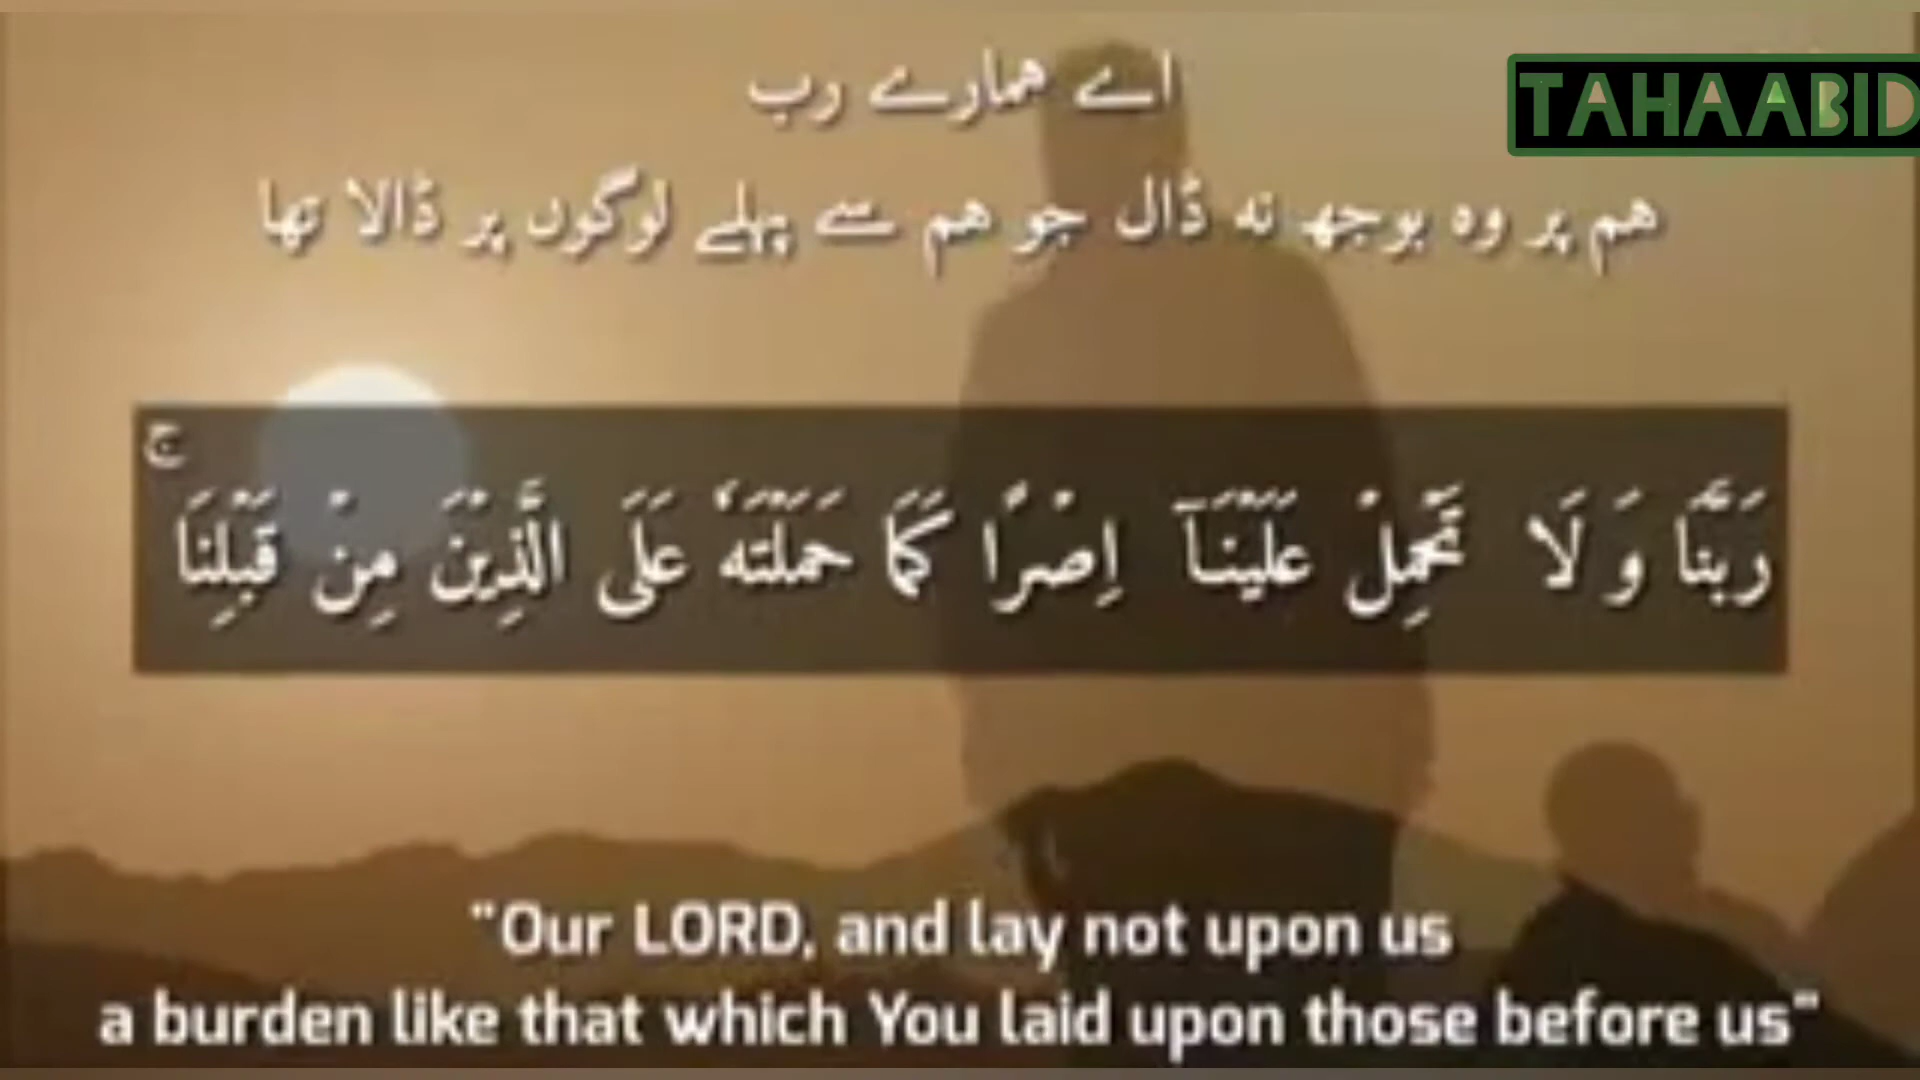 اے ہمارے رب
TAHAABID
ہم پر وہ بوجھ نہ ڈال جو ہم سے پہلے لوگوں پر ڈالا تھا
رَبَّنَا وَ لَا تَحْمِلْ عَلَيْنَاۤ اِصْرًا كَمَا حَمَلْتَهٗ عَلَى الَّذِيْنَ مِنْ قَبْلِنَا ۚ
"Our LORD, and lay not upon us
a burden like that which You laid upon those before us"